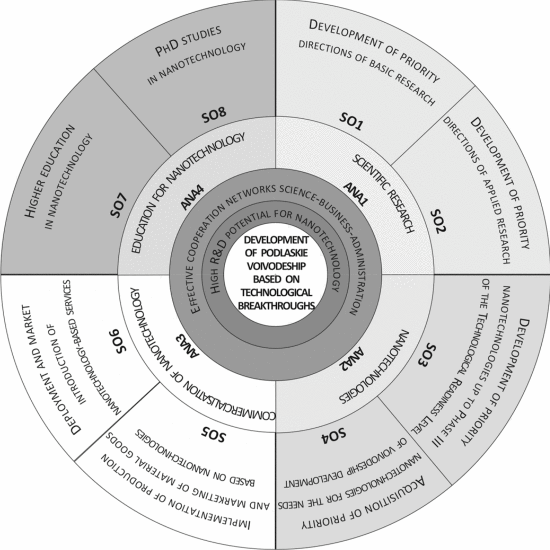 DEVELOPMENT
OF PODLASKIE
VOIVODESHIP
BASED ON
TECHNOLOGICAL
BREAKTHROUGHS
HIGH R&D POTENTIAL FOR NANOTECHNOLOGY
EFFECTIVE COOPERATION NETWORKS SCIENCE-BUSINESS-ADMINISTRATION
ANA1
SCIENTIFIC RESEARCH
SO1
DEVELOPMENT OF PRIORITY
DIRECTIONS OF BASIC RESEARCH
SO2
DEVELOPMENT OF PRIORITY
DIRECTIONS OF APPLIED RESEARCH
ANA2
NANOTECHNOLOGIES
SO3
DEVELOPMENT OF PRIORITY
NANOTECHNOLOGIES UP TO PHASE III
OF THE TECHNOLOGICAL READINESS LEVEL
SO4
ACQUISITION OF PRIORITY
NANOTECHNOLOGIES FOR THE NEEDS
OF VOIVODESHIP DEVELOPMENT
ANA3
COMMERCIALISATION OF NANOTECHNOLOGY
SO5
IMPLEMENTATION OF PRODUCTION
AND MARKETING OF MATERIAL GOODS
BASED ON NANOTECHNOLOGIES
SO6
DEPLOYMENT AND MARKET
INTRODUCTION OF
NANOTECHNOLOGY-BASED SERVICES
ANA4
EDUCATION FOR NANOTECHNOLOGY
SO7
HIGHER EDUCATION
IN NANOTECHNOLOGY
SO8
PHD STUDIES
IN NANOTECHNOLOGY